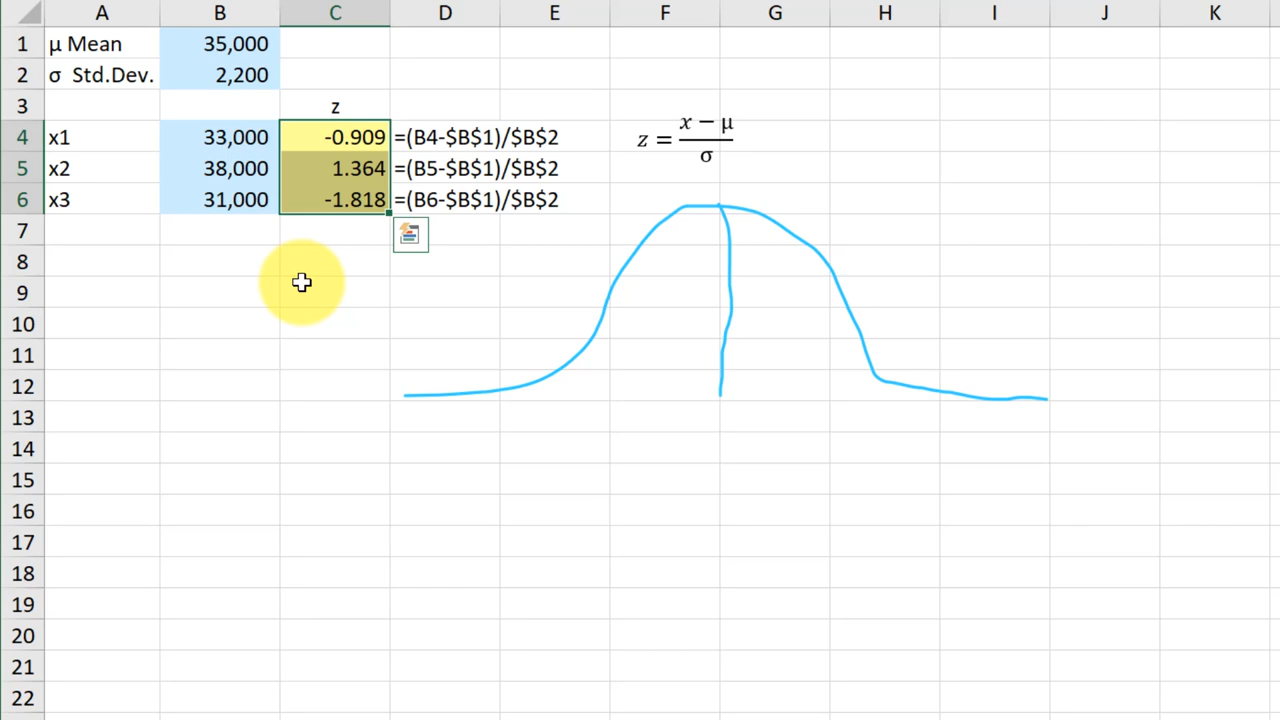 A B C D E F G H I J K
1 μ Mean 35,000
2 σ Std.Dev. 2,200
3 z
4 x1 33,000 -0.909 =(B4-$B$1)/$B$2
5 x2 38,000 1.364 =(B5-$B$1)/$B$2
6 x3 31,000 -1.818 =(B6-$B$1)/$B$2
z = (x − μ)/σ
7
8
9
10
11
12
13
14
15
16
17
18
19
20
21
22